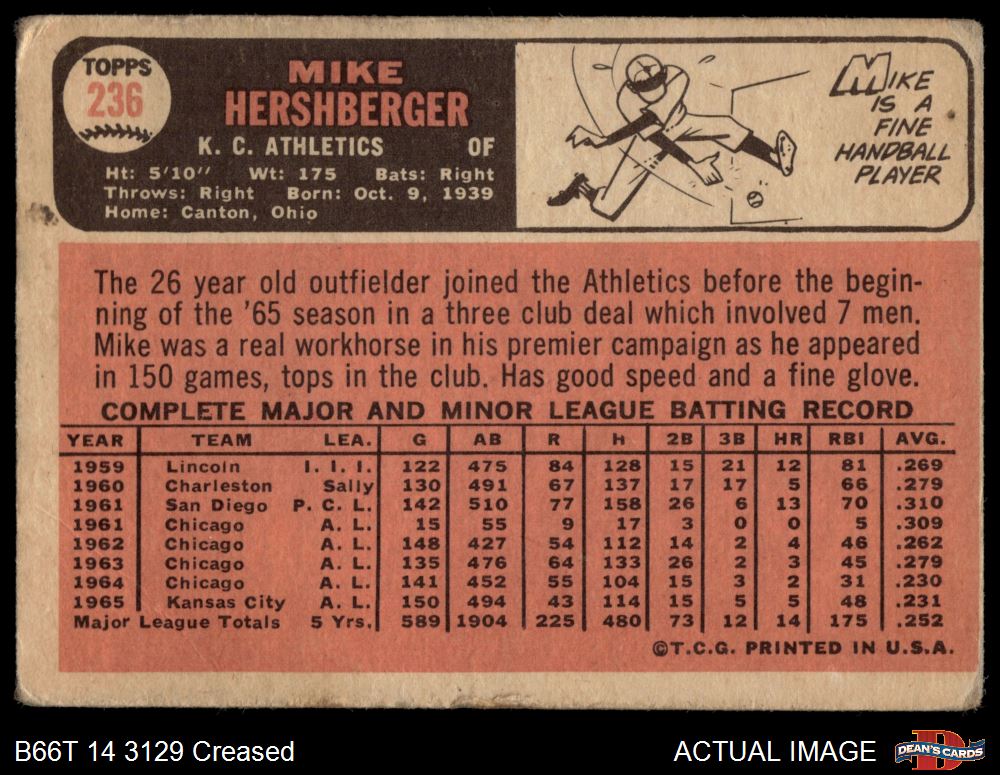 TOPPS
236
MIKE
HERSHBERGER
K. C. ATHLETICS OF
Ht: 5'10" Wt: 175 Bats: Right
Throws: Right Born: Oct. 9, 1939
Home: Canton, Ohio
MIKE
IS A
FINE
HANDBALL
PLAYER
The 26 year old outfielder joined the Athletics before the begin-
ning of the '65 season in a three club deal which involved 7 men.
Mike was a real workhorse in his premier campaign as he appeared
in 150 games, tops in the club. Has good speed and a fine glove.
COMPLETE MAJOR AND MINOR LEAGUE BATTING RECORD
YEAR TEAM LEA. G AB R H 2B 3B HR RBI AVG.
1959 Lincoln I. I. I. 122 475 84 128 15 21 12 81 .269
1960 Charleston Sally 130 491 67 137 17 17 5 66 .279
1961 San Diego P. C. L. 142 510 77 158 26 6 13 70 .310
1961 Chicago A. L. 15 55 9 17 3 0 0 5 .309
1962 Chicago A. L. 148 427 54 112 14 2 4 46 .262
1963 Chicago A. L. 135 476 64 133 26 2 3 45 .279
1964 Chicago A. L. 141 452 55 104 15 3 2 31 .230
1965 Kansas City A. L. 150 494 43 114 15 5 5 48 .231
Major League Totals 5 Yrs. 589 1904 225 480 73 12 14 175 .252
©T.C.G. PRINTED IN U.S.A.
B66T 14 3129 Creased ACTUAL IMAGE
DEAN'S CARDS